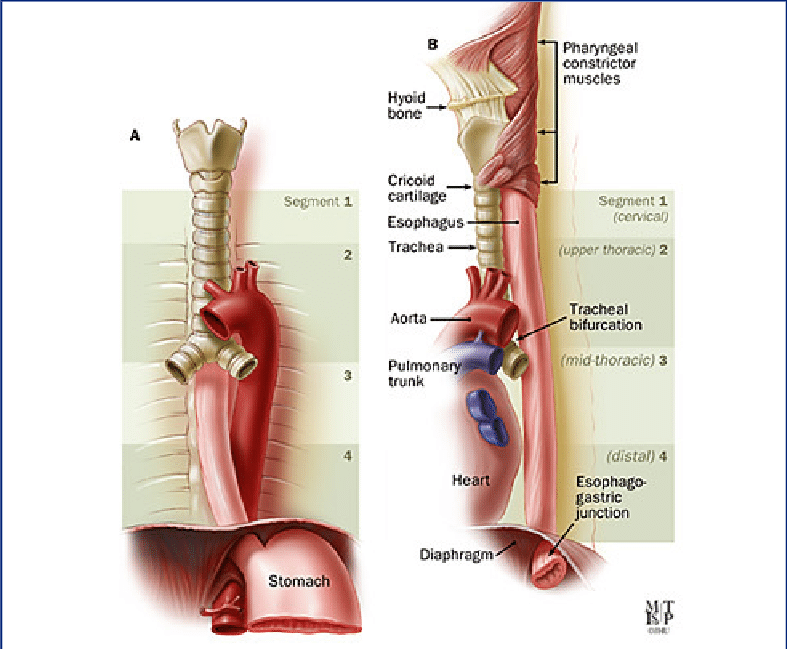 A
Segment 1
2
3
4
Stomach
B
Pharyngeal
constrictor
muscles
Hyoid
bone
Cricoid
cartilage
Segment 1
(cervical)
Esophagus
(upper thoracic) 2
Trachea
Aorta
Tracheal
bifurcation
Pulmonary
trunk
(mid-thoracic) 3
(distal) 4
Heart
Esophago-
gastric
junction
Diaphragm